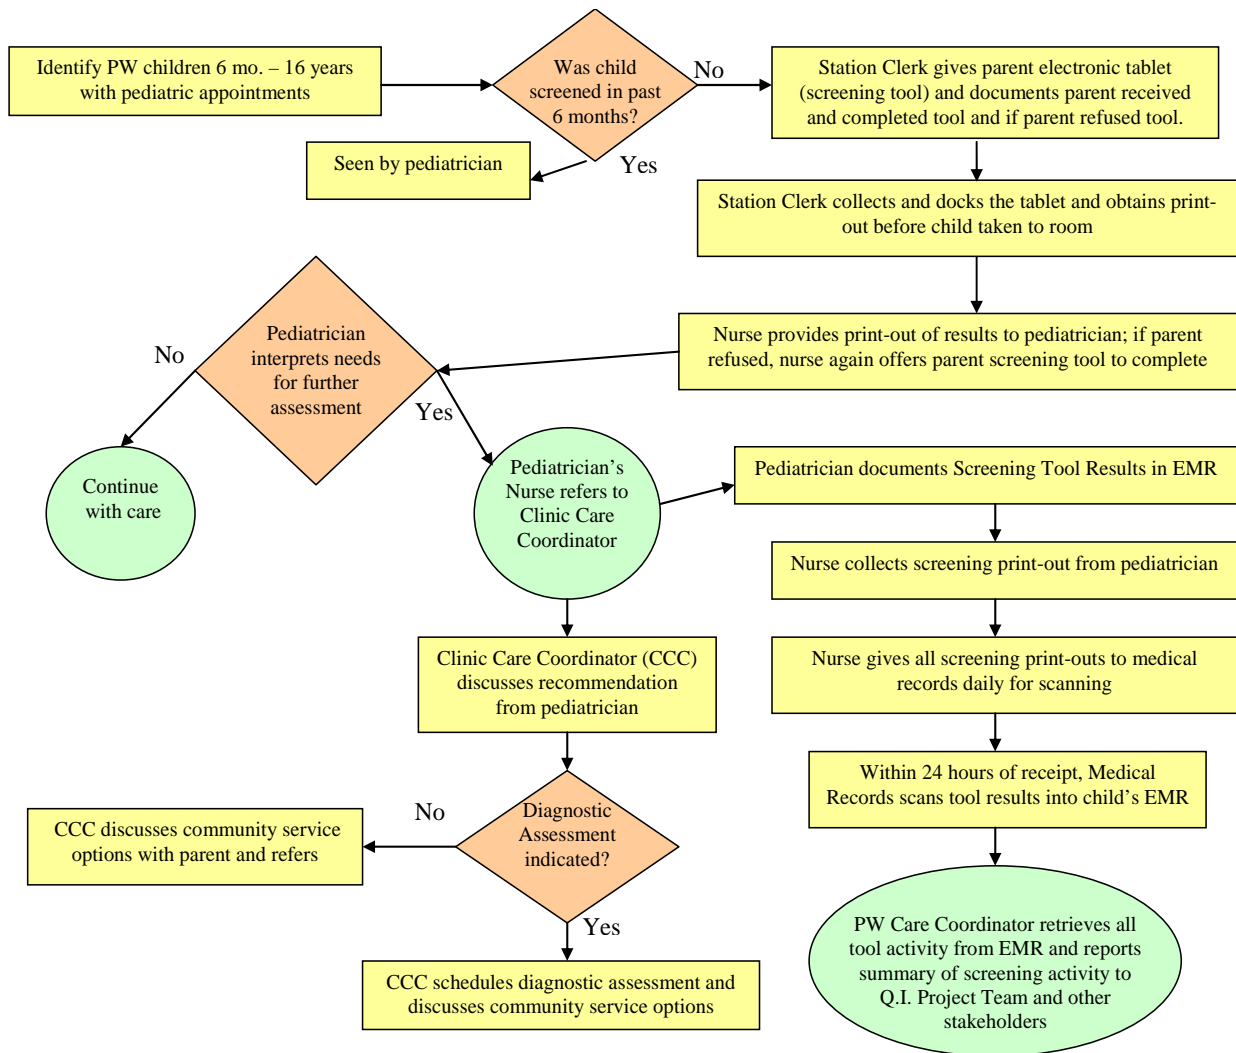 Identify PW children 6 mo. – 16 years
with pediatric appointments
Was child
screened in past
6 months?
No
Station Clerk gives parent electronic tablet
(screening tool) and documents parent received
and completed tool and if parent refused tool.
Yes
Seen by pediatrician
Station Clerk collects and docks the tablet and obtains print-
out before child taken to room
Nurse provides print-out of results to pediatrician; if parent
refused, nurse again offers parent screening tool to complete
Pediatrician
interprets needs
for further
assessment
No
Yes
Continue
with care
Pediatrician’s
Nurse refers to
Clinic Care
Coordinator
Pediatrician documents Screening Tool Results in EMR
Nurse collects screening print-out from pediatrician
Nurse gives all screening print-outs to medical
records daily for scanning
Within 24 hours of receipt, Medical
Records scans tool results into child’s EMR
PW Care Coordinator retrieves all
tool activity from EMR and reports
summary of screening activity to
Q.I. Project Team and other
stakeholders
Clinic Care Coordinator (CCC)
discusses recommendation
from pediatrician
Diagnostic
Assessment
indicated?
No
CCC discusses community service
options with parent and refers
Yes
CCC schedules diagnostic assessment and
discusses community service options